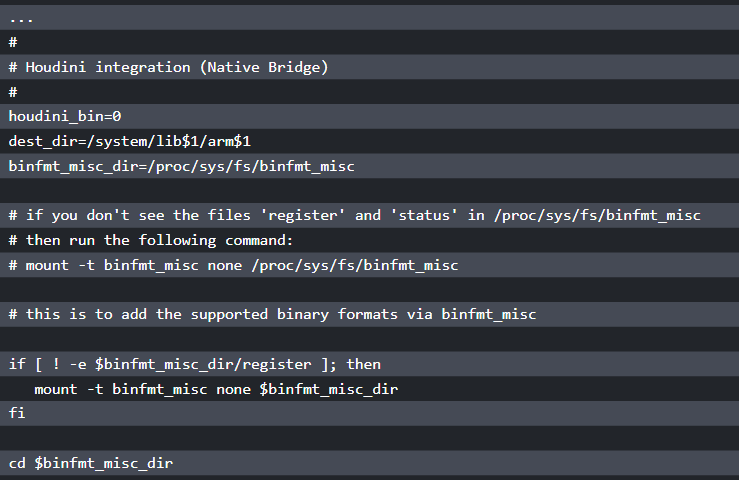 ...
#
# Houdini integration (Native Bridge)
#
houdini_bin=0
dest_dir=/system/lib$1/arm$1
binfmt_misc_dir=/proc/sys/fs/binfmt_misc
# if you don't see the files 'register' and 'status' in /proc/sys/fs/binfmt_misc
# then run the following command:
# mount -t binfmt_misc none /proc/sys/fs/binfmt_misc
# this is to add the supported binary formats via binfmt_misc
if [ ! -e $binfmt_misc_dir/register ]; then
   mount -t binfmt_misc none $binfmt_misc_dir
fi
cd $binfmt_misc_dir